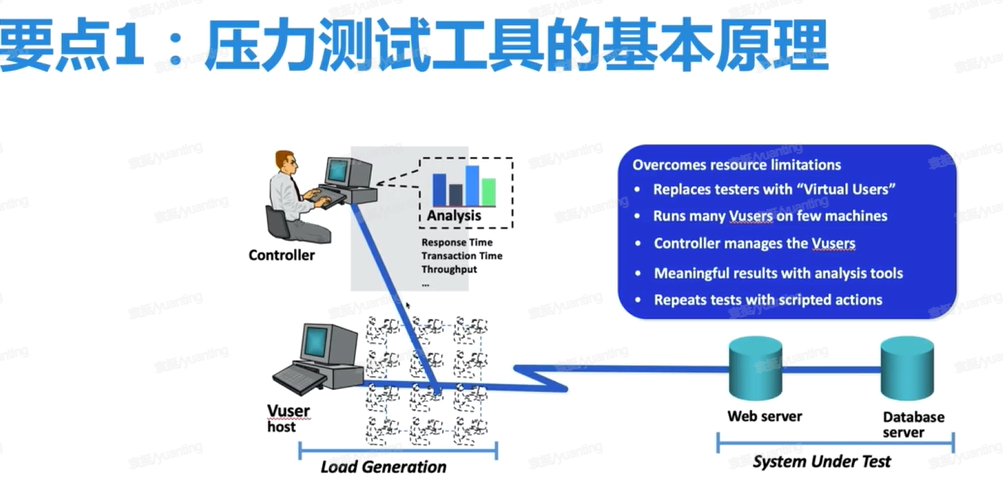 要点1：压力测试工具的基本原理
Controller
Analysis
Response Time
Transaction Time
Throughput
...
Overcomes resource limitations
• Replaces testers with “Virtual Users”
• Runs many Vusers on few machines
• Controller manages the Vusers
• Meaningful results with analysis tools
• Repeats tests with scripted actions
Vuser
host
Load Generation
Web server
Database
server
System Under Test